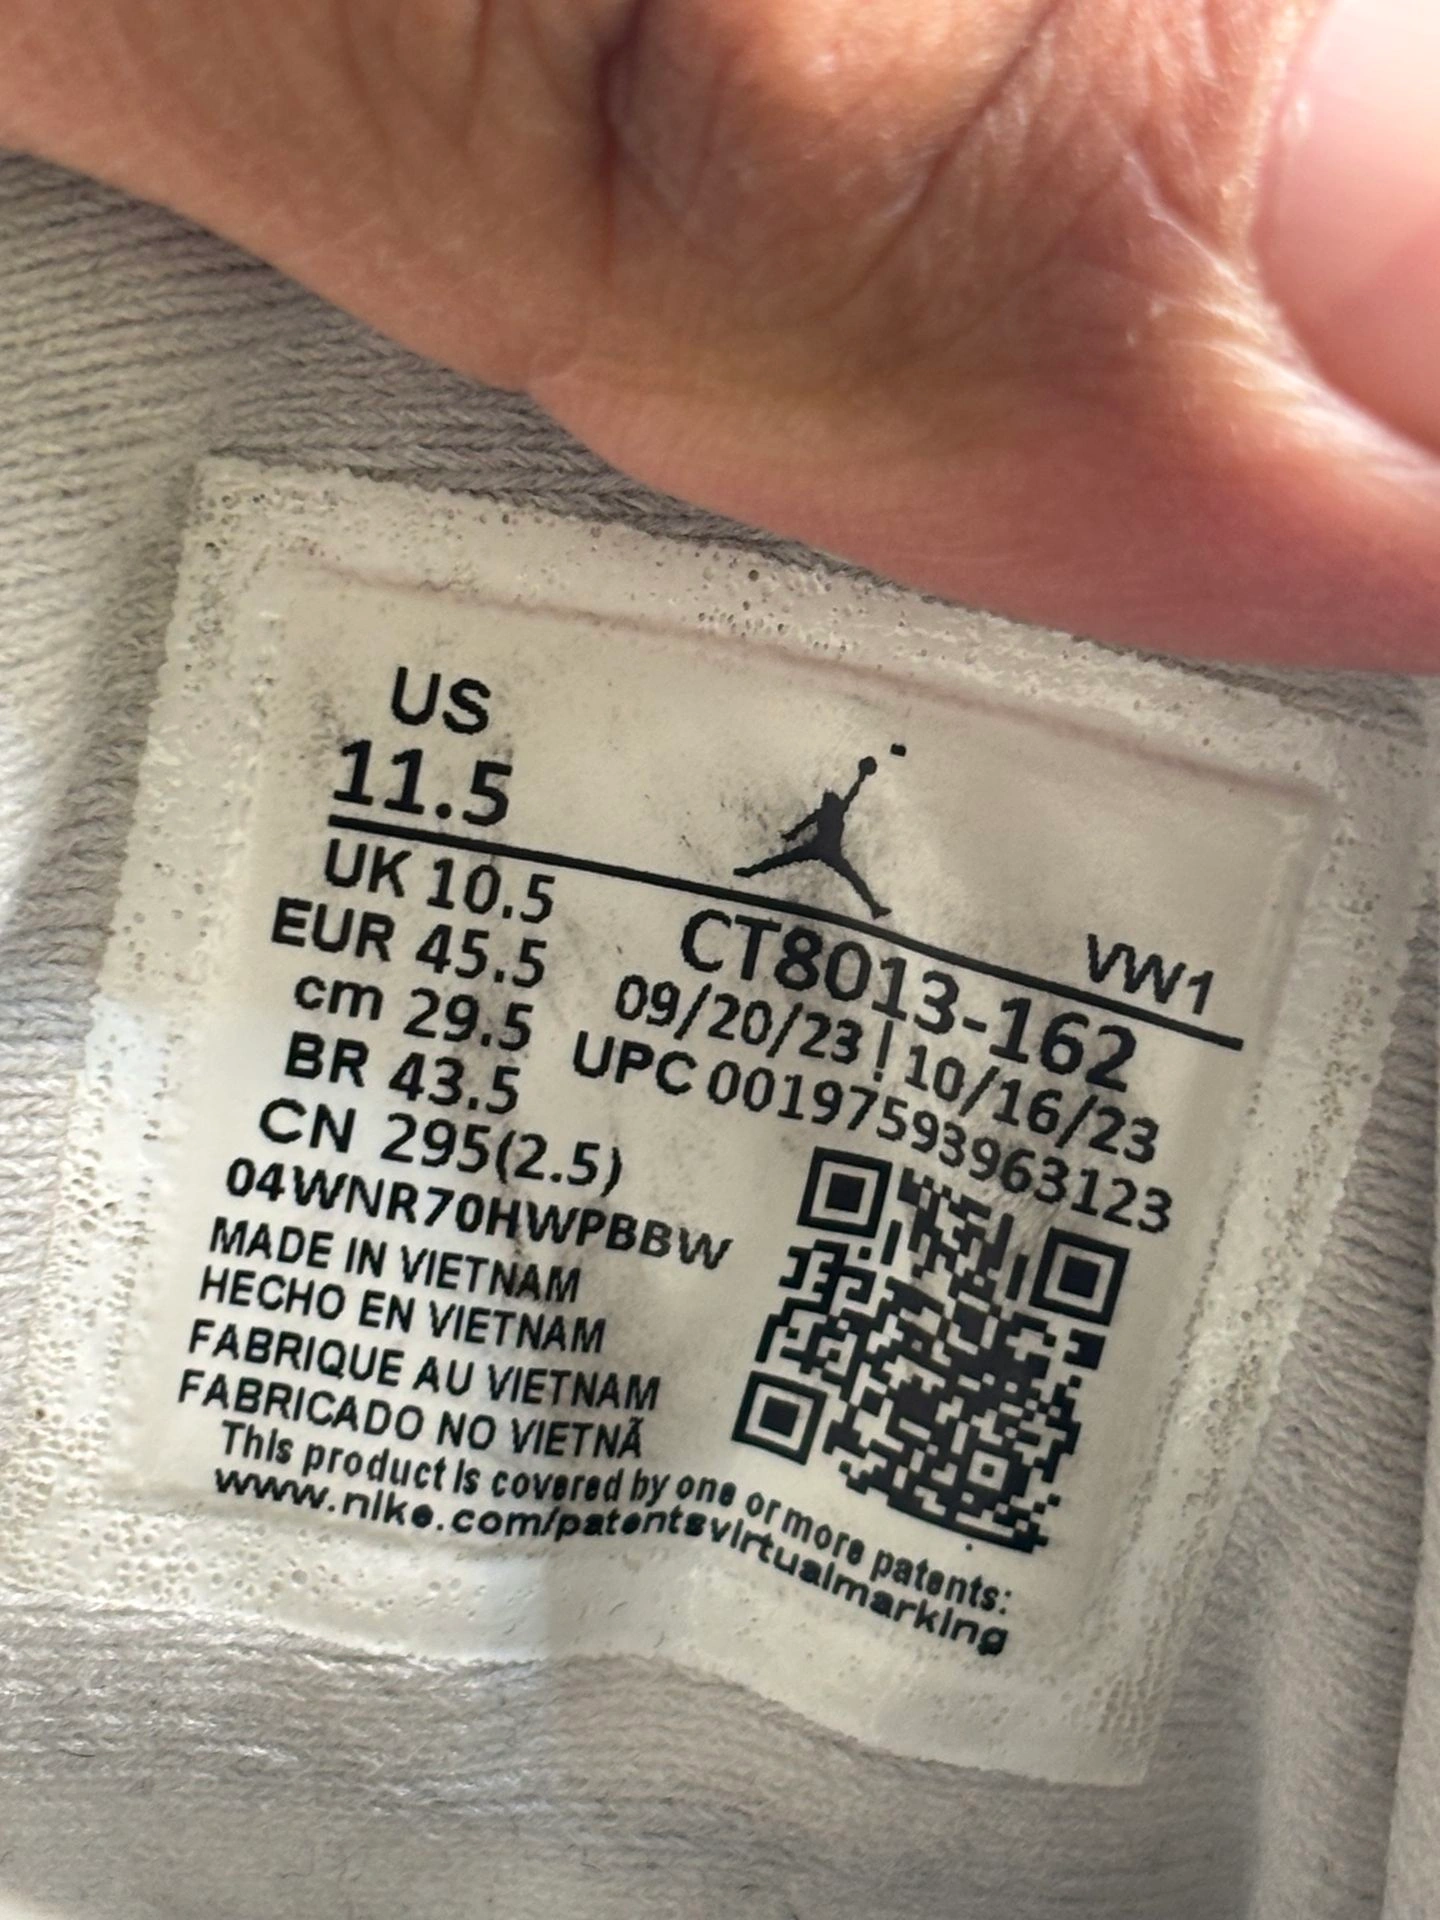 US
11.5
VW1
UK 10.5
EUR 45.5
cm 29.5
BR 43.5
CN 295(2.5)
CT8013-162
09/20/23 | 10/16/23
UPC 00197593963123
04WNR70HWPBBW
MADE IN VIETNAM
HECHO EN VIETNAM
FABRIQUE AU VIETNAM
FABRICADO NO VIETNÃ
This product is covered by one or more patents:
www.nike.com/patentsvirtualmarking